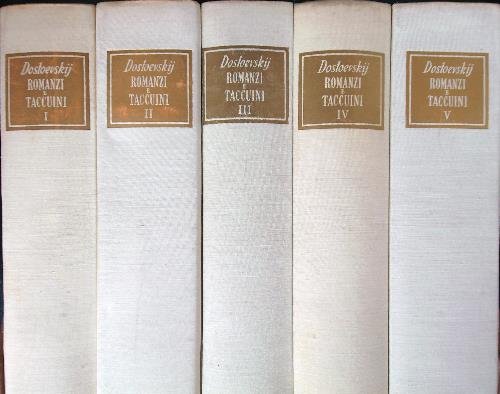 Dostoevskij
ROMANZI
E
TACCUINI
I
Dostoevskij
ROMANZI
E
TACCUINI
II
Dostoevskij
ROMANZI
E
TACCUINI
III
Dostoevskij
ROMANZI
E
TACCUINI
IV
Dostoevskij
ROMANZI
E
TACCUINI
V